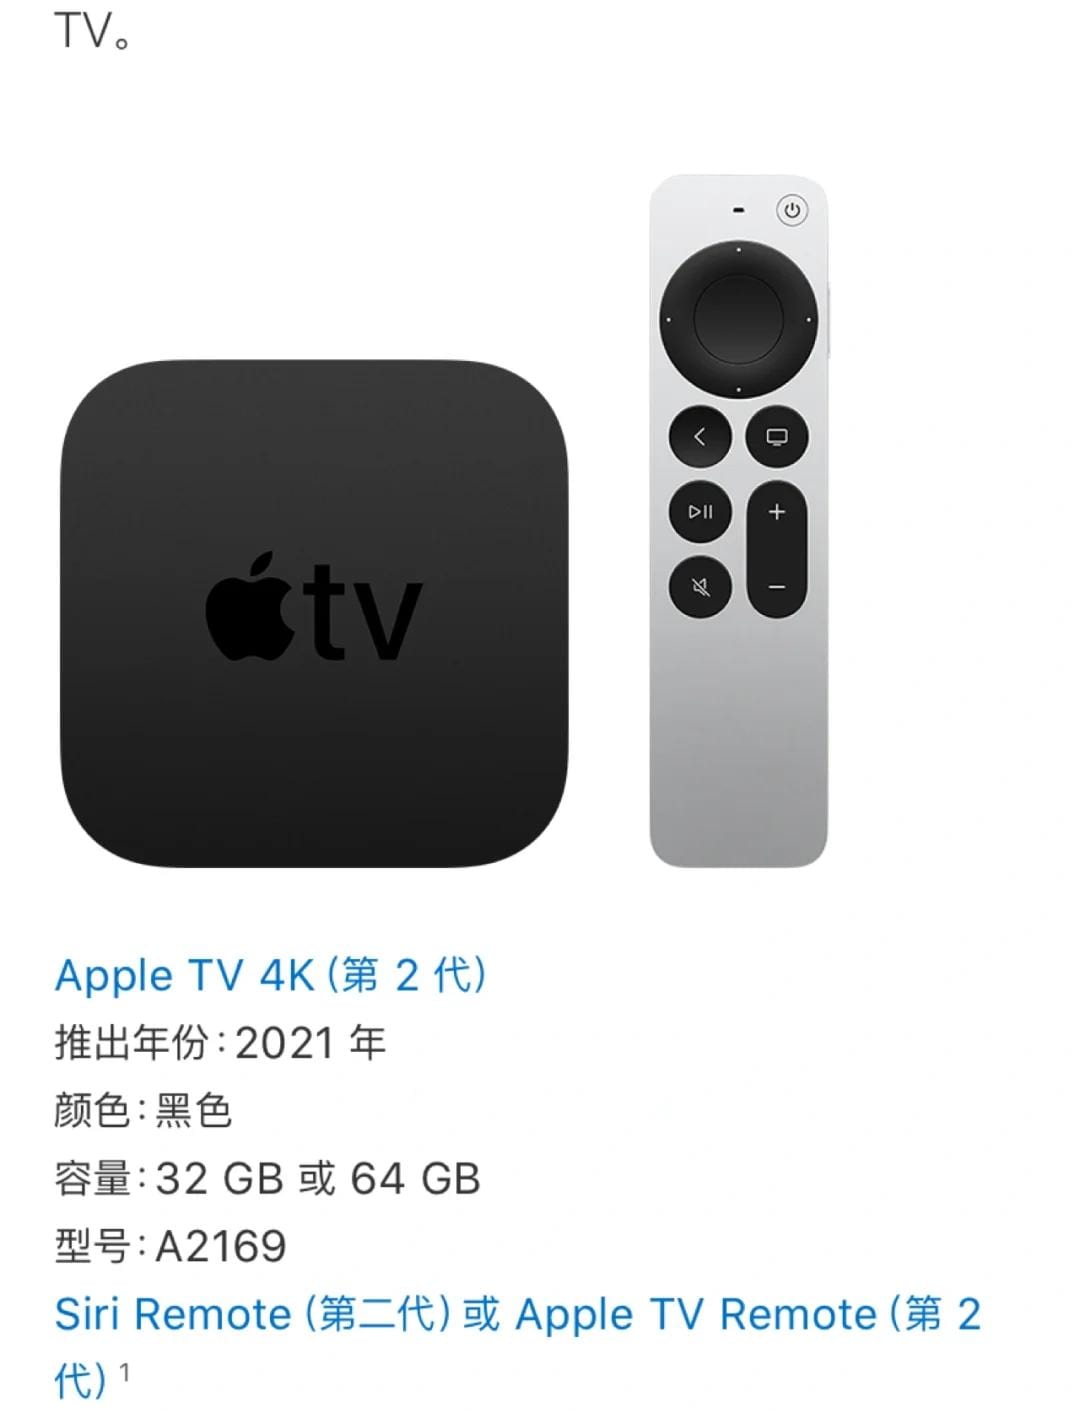 TV。
tv
Apple TV 4K（第 2 代）
推出年份：2021 年
颜色：黑色
容量：32 GB 或 64 GB
型号：A2169
Siri Remote（第二代）或 Apple TV Remote（第 2
代）1